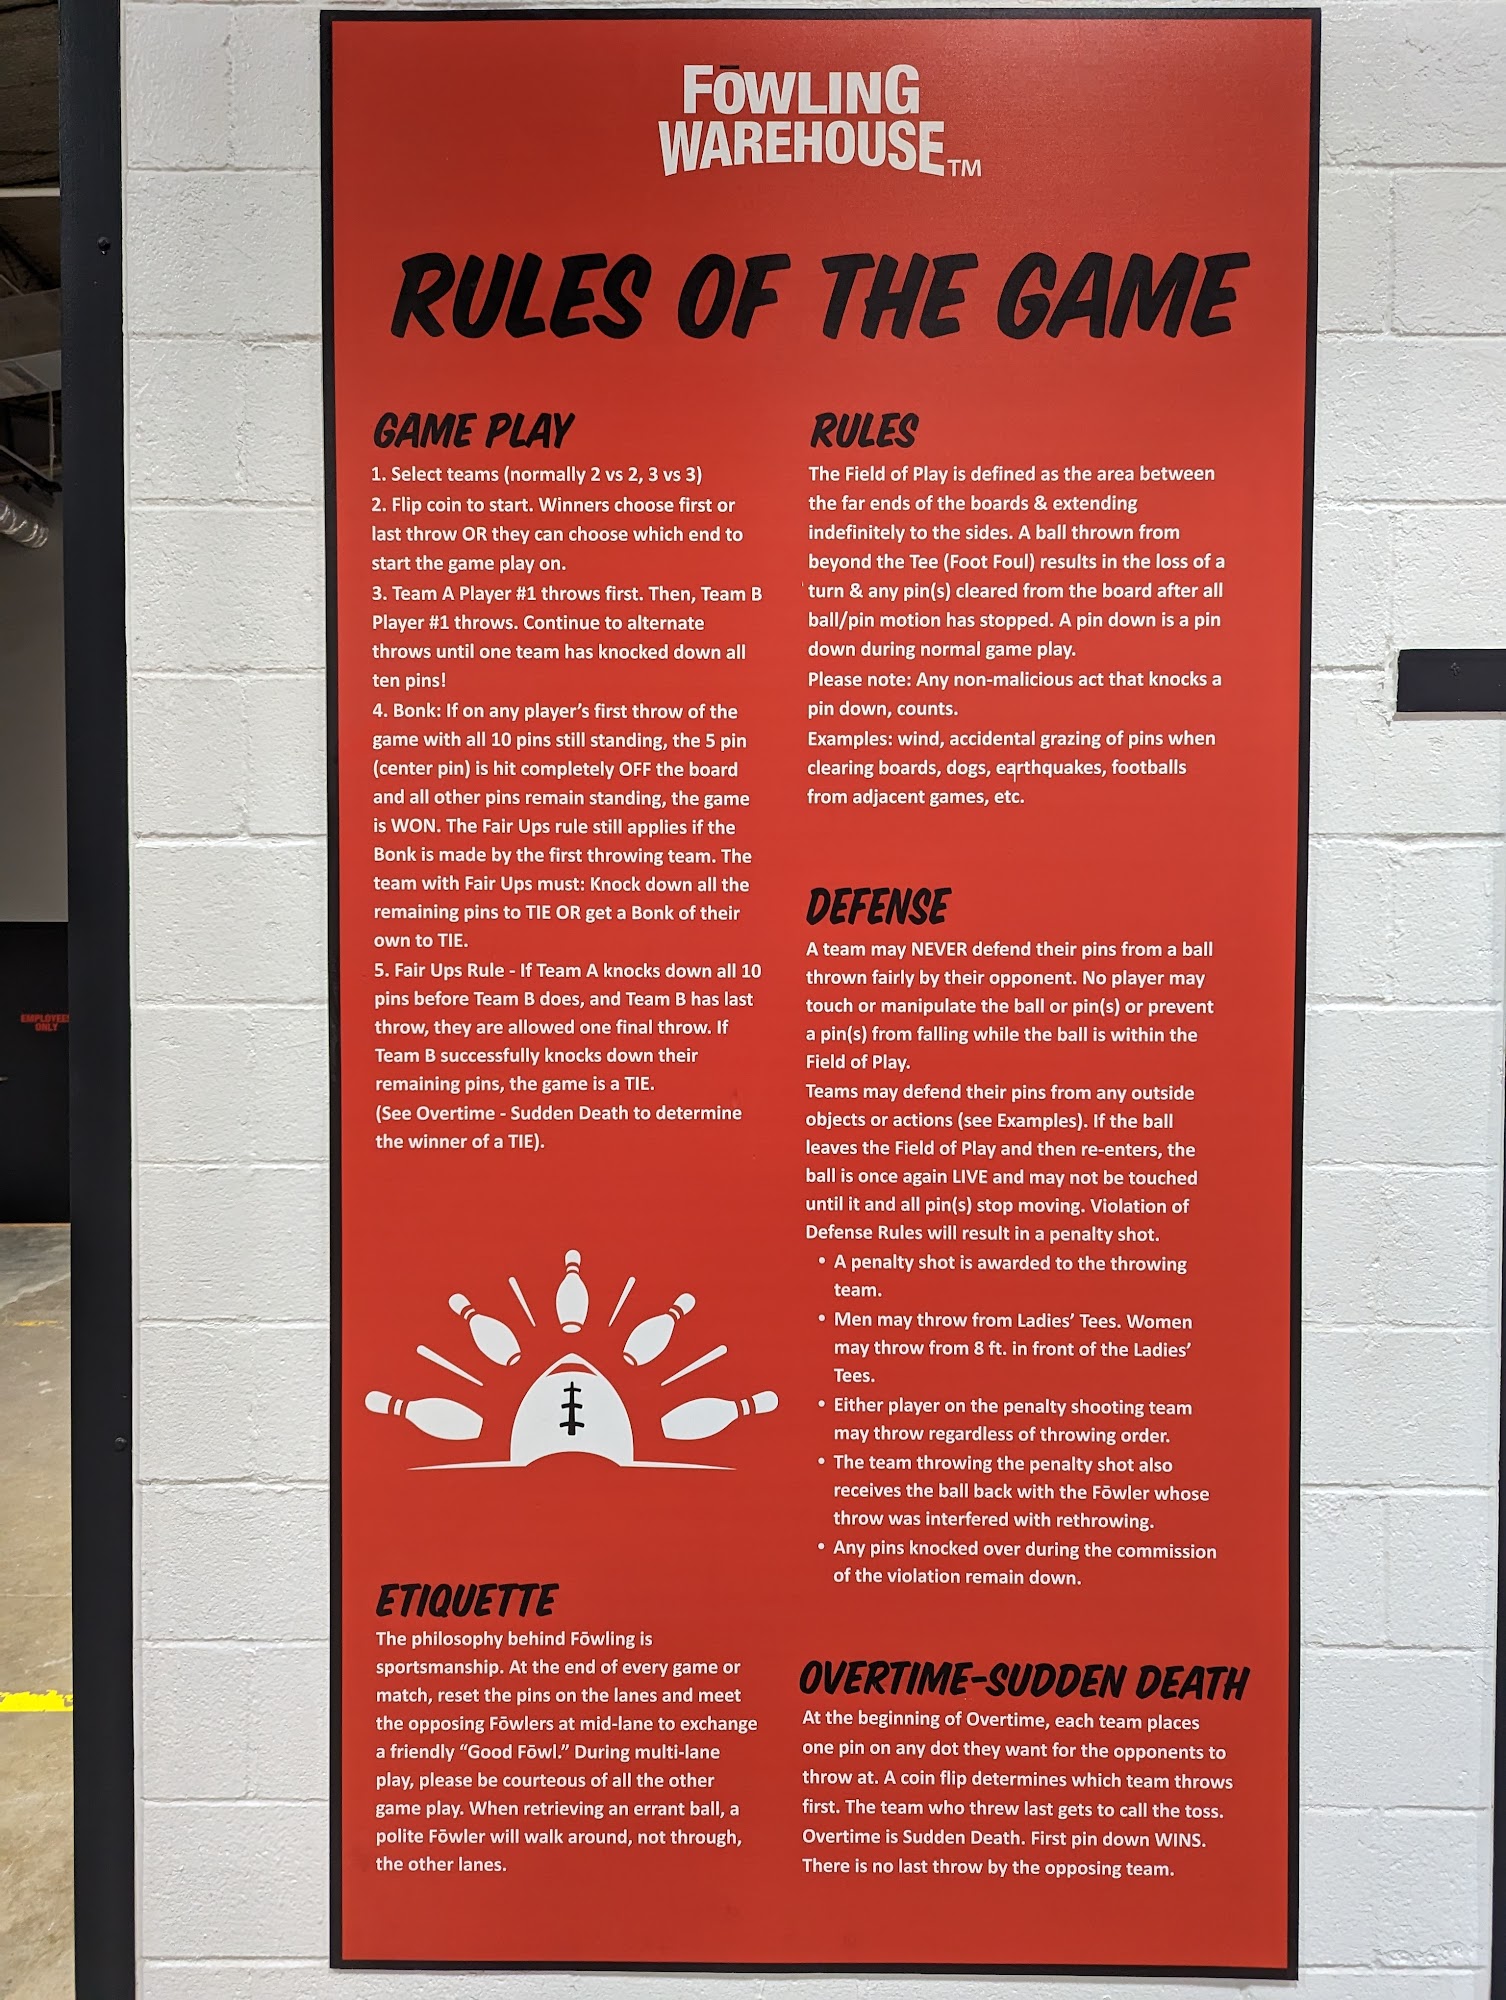 FŌWLING
WAREHOUSE TM
RULES OF THE GAME
GAME PLAY
1. Select teams (normally 2 vs 2, 3 vs 3)
2. Flip coin to start. Winners choose first or
last throw OR they can choose which end to
start the game play on.
3. Team A Player #1 throws first. Then, Team B
Player #1 throws. Continue to alternate
throws until one team has knocked down all
ten pins!
4. Bonk: If on any player's first throw of the
game with all 10 pins still standing, the 5 pin
(center pin) is hit completely OFF the board
and all other pins remain standing, the game
is WON. The Fair Ups rule still applies if the
Bonk is made by the first throwing team. The
team with Fair Ups must: Knock down all the
remaining pins to TIE OR get a Bonk of their
own to TIE.
5. Fair Ups Rule - If Team A knocks down all 10
pins before Team B does, and Team B has last
throw, they are allowed one final throw. If
Team B successfully knocks down their
remaining pins, the game is a TIE.
(See Overtime - Sudden Death to determine
the winner of a TIE).
ETIQUETTE
The philosophy behind Fōwling is
sportsmanship. At the end of every game or
match, reset the pins on the lanes and meet
the opposing Fōwlers at mid-lane to exchange
a friendly “Good Fōwl.” During multi-lane
play, please be courteous of all the other
game play. When retrieving an errant ball, a
polite Fōwler will walk around, not through,
the other lanes.
RULES
The Field of Play is defined as the area between
the far ends of the boards & extending
indefinitely to the sides. A ball thrown from
beyond the Tee (Foot Foul) results in the loss of a
turn & any pin(s) cleared from the board after all
ball/pin motion has stopped. A pin down is a pin
down during normal game play.
Please note: Any non-malicious act that knocks a
pin down, counts.
Examples: wind, accidental grazing of pins when
clearing boards, dogs, earthquakes, footballs
from adjacent games, etc.
DEFENSE
A team may NEVER defend their pins from a ball
thrown fairly by their opponent. No player may
touch or manipulate the ball or pin(s) or prevent
a pin(s) from falling while the ball is within the
Field of Play.
Teams may defend their pins from any outside
objects or actions (see Examples). If the ball
leaves the Field of Play and then re-enters, the
ball is once again LIVE and may not be touched
until it and all pin(s) stop moving. Violation of
Defense Rules will result in a penalty shot.
• A penalty shot is awarded to the throwing
team.
• Men may throw from Ladies' Tees. Women
may throw from 8 ft. in front of the Ladies'
Tees.
• Either player on the penalty shooting team
may throw regardless of throwing order.
• The team throwing the penalty shot also
receives the ball back with the Fōwler whose
throw was interfered with rethrowing.
• Any pins knocked over during the commission
of the violation remain down.
OVERTIME-SUDDEN DEATH
At the beginning of Overtime, each team places
one pin on any dot they want for the opponents to
throw at. A coin flip determines which team throws
first. The team who threw last gets to call the toss.
Overtime is Sudden Death. First pin down WINS.
There is no last throw by the opposing team.
EMPLOYEES
ONLY